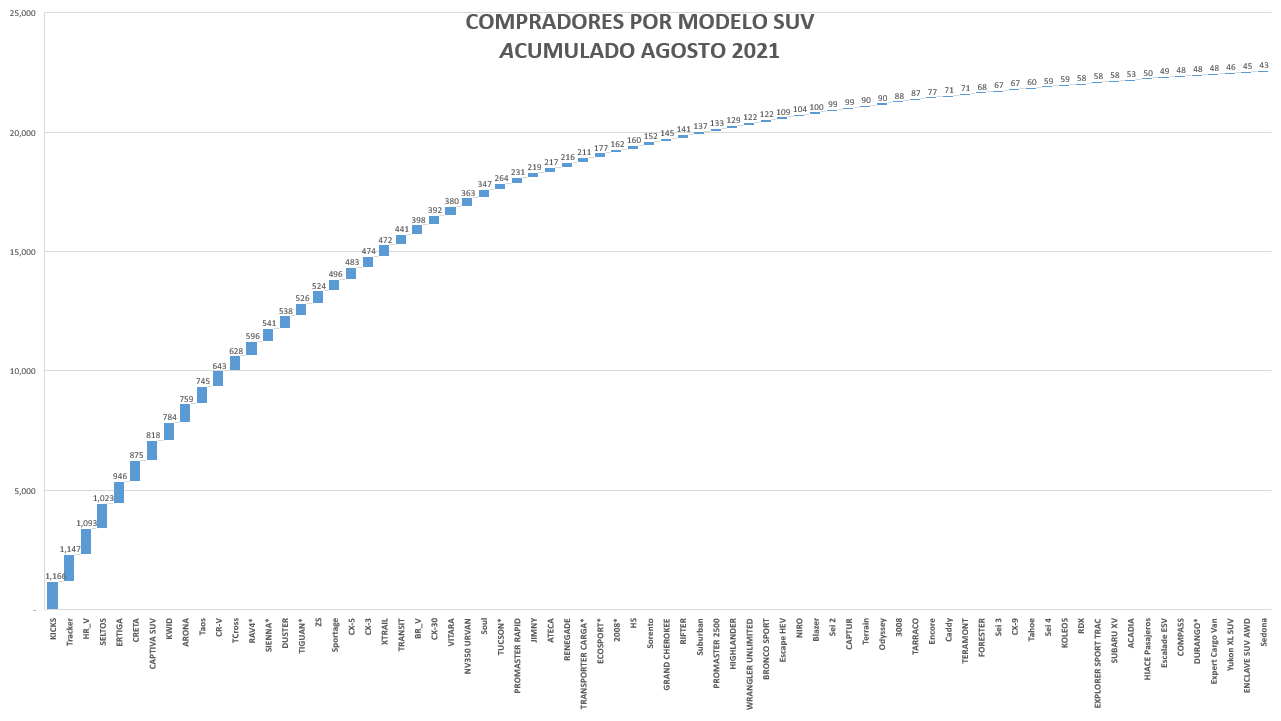 COMPRADORES POR MODELO SUV
ACUMULADO AGOSTO 2021
25,000
20,000
15,000
10,000
5,000
-
1,166
1,147
1,093
1,023
946
875
818
784
759
745
643
628
596
541
538
526
524
496
483
474
472
441
398
392
380
363
347
264
231
219
217
216
211
177
162
160
152
145
141
137
133
129
122
122
109
104
100
99
99
90
90
88
87
77
71
71
68
67
67
60
59
59
58
58
58
53
50
49
48
48
48
46
45
43
KICKS
Tracker
HR_V
SELTOS
ERTIGA
CRETA
CAPTIVA SUV
KWID
ARONA
Taos
CR-V
TCross
RAV4*
SIENNA*
DUSTER
TIGUAN*
ZS
Sportage
CX-5
CX-3
XTRAIL
TRANSIT
BR_V
CX-30
VITARA
NV350 URVAN
Soul
TUCSON*
PROMASTER RAPID
JIMNY
ATECA
RENEGADE
TRANSPORTER CARGA*
ECOSPORT*
2008*
HS
Sorento
GRAND CHEROKEE
RIFTER
Suburban
PROMASTER 2500
HIGHLANDER
WRANGLER UNLIMITED
BRONCO SPORT
Escape HEV
NIRO
Blazer
Sei 2
CAPTUR
Terrain
Odyssey
3008
TARRACO
Encore
Caddy
TERAMONT
FORESTER
Sei 3
CX-9
Tahoe
Sei 4
KOLEOS
RDX
EXPLORER SPORT TRAC
SUBARU XV
ACADIA
HIACE Pasajeros
Escalade ESV
COMPASS
DURANGO*
Expert Cargo Van
Yukon XL SUV
ENCLAVE SUV AWD
Sedona